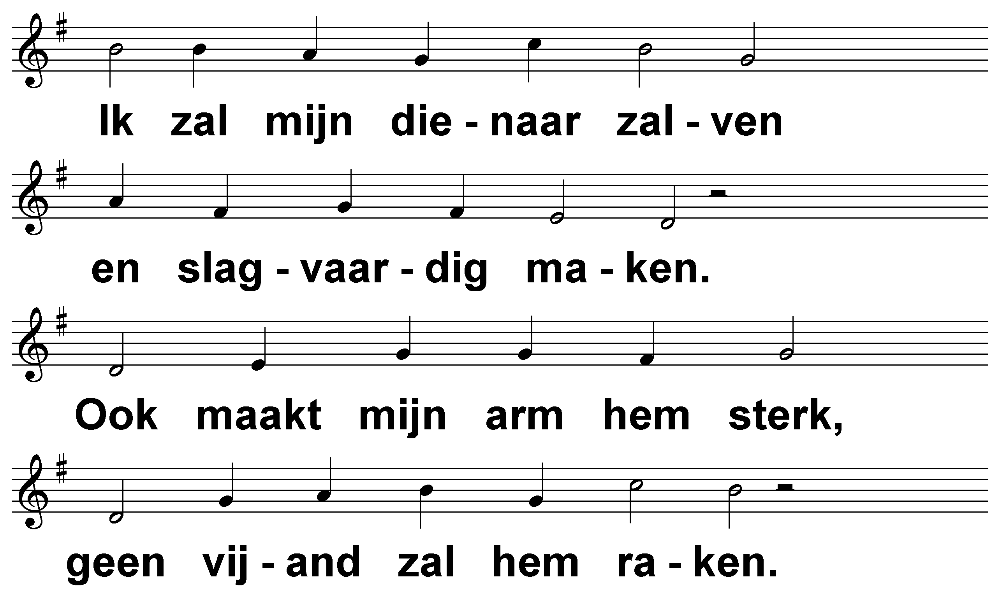 Ik zal mijn die - naar zal - ven
en slag - vaar - dig ma - ken.
Ook maakt mijn arm hem sterk,
geen vij - and zal hem ra - ken.